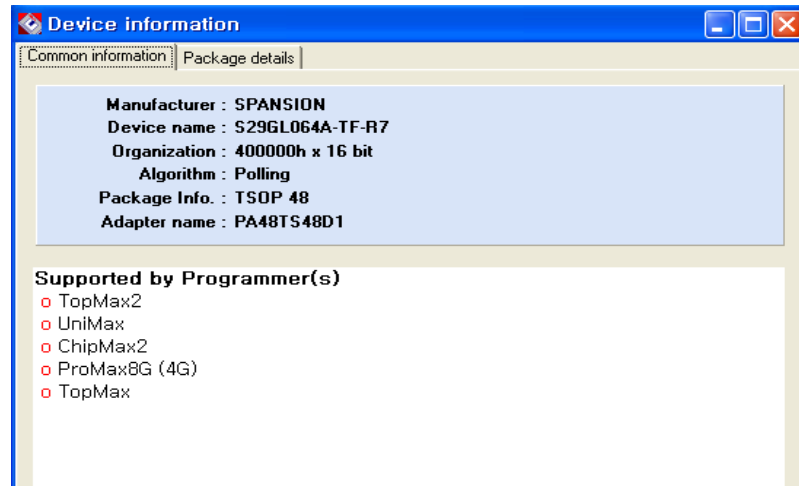 Device information
Common information Package details
Manufacturer : SPANSION
Device name : S29GL064A-TF-R7
Organization : 400000h x 16 bit
Algorithm : Polling
Package Info. : TSOP 48
Adapter name : PA48TS48D1
Supported by Programmer(s)
o TopMax2
o UniMax
o ChipMax2
o ProMax8G (4G)
o TopMax